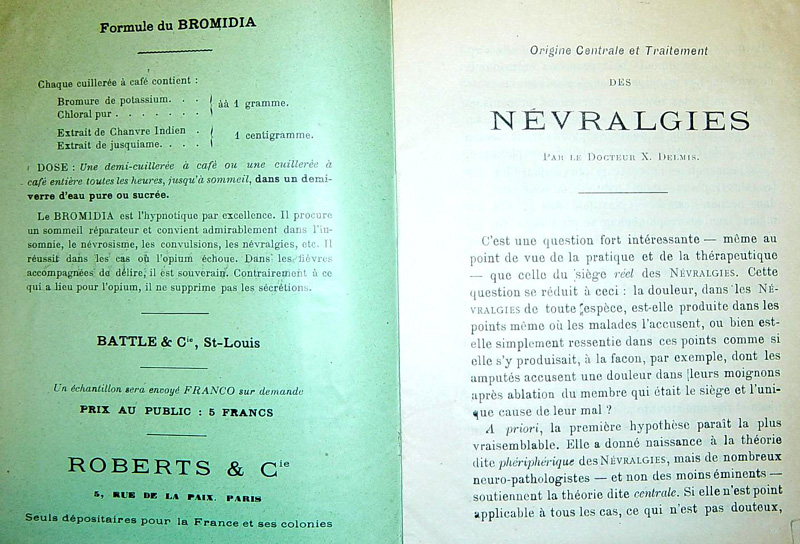 Formule du BROMIDIA
Chaque cuillerée à café contient :
Bromure de potassium. . . } àâ 1 gramme.
Chloral pur . . . . . . .
Extrait de Chanvre Indien . } 1 centigramme.
Extrait de jusquiame. . . .
DOSE : Une demi-cuillerée à café ou une cuillerée à
café entière toutes les heures, jusqu'à sommeil, dans un demi-
verre d'eau pure ou sucrée.
Le BROMIDIA est l'hypnotique par excellence. Il procure
un sommeil réparateur et convient admirablement dans l'in-
somnie, le névrosisme, les convulsions, les névralgies, etc. Il
réussit dans les cas où l'opium échoue. Dans les fièvres
accompagnées de délire, il est souverain. Contrairement à ce
qui a lieu pour l'opium, il ne supprime pas les sécrétions.
BATTLE & Cie, St-Louis
Un échantillon sera envoyé FRANCO sur demande
PRIX AU PUBLIC : 5 FRANCS
ROBERTS & Cie
5, RUE DE LA PAIX. PARIS
Seuls dépositaires pour la France et ses colonies
Origine Centrale et Traitement
DES
NÉVRALGIES
PAR LE DOCTEUR X. DELMIS.
C'est une question fort intéressante — même au
point de vue de la pratique et de la thérapeutique
— que celle du siège réel des NÉVRALGIES. Cette
question se réduit à ceci : la douleur, dans les NÉ-
VRALGIES de toute espèce, est-elle produite dans les
points même où les malades l'accusent, ou bien est-
elle simplement ressentie dans ces points comme si
elle s'y produisait, à la façon, par exemple, dont les
amputés accusent une douleur dans leurs moignons
après ablation du membre qui était le siège et l'uni-
que cause de leur mal ?
A priori, la première hypothèse paraît la plus
vraisemblable. Elle a donné naissance à la théorie
dite phériphérique des NÉVRALGIES, mais de nombreux
neuro-pathologistes — et non des moins éminents —
soutiennent la théorie dite centrale. Si elle n'est point
applicable à tous les cas, ce qui n'est pas douteux,